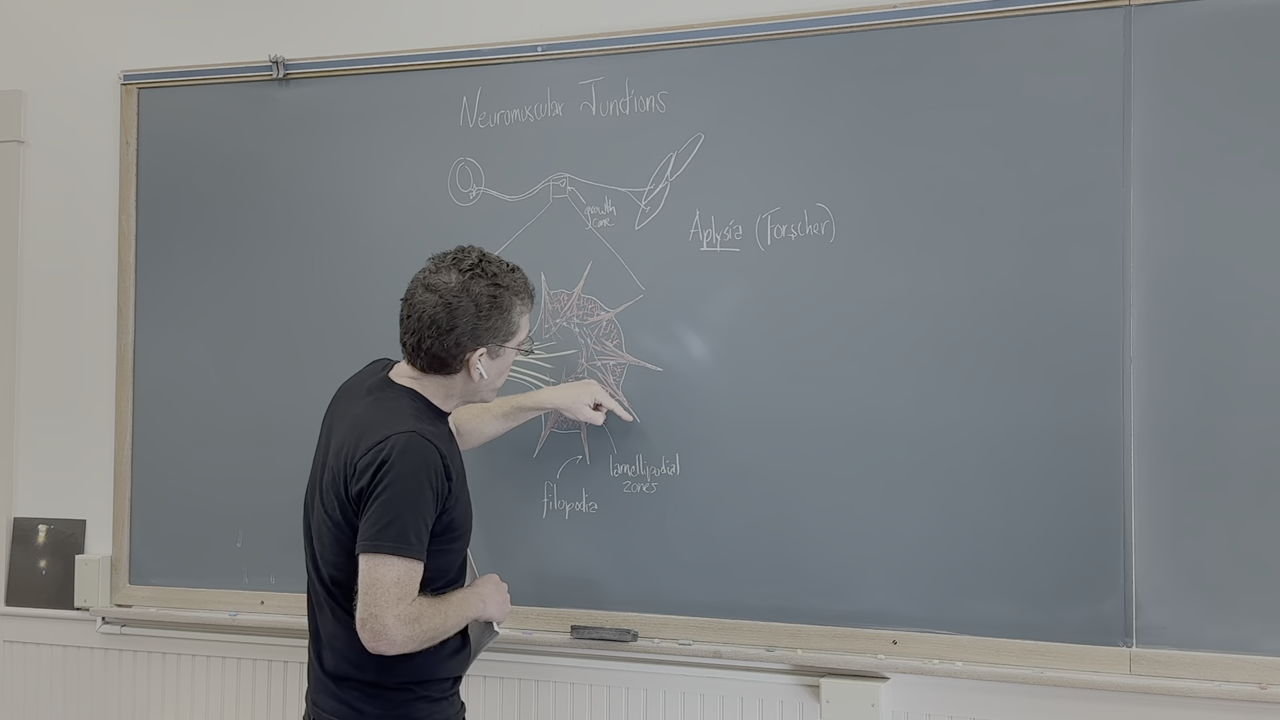 Neuromuscular Junctions
growth
cone
Aplysia (Forscher)
lamellipodial
zones
filopodia